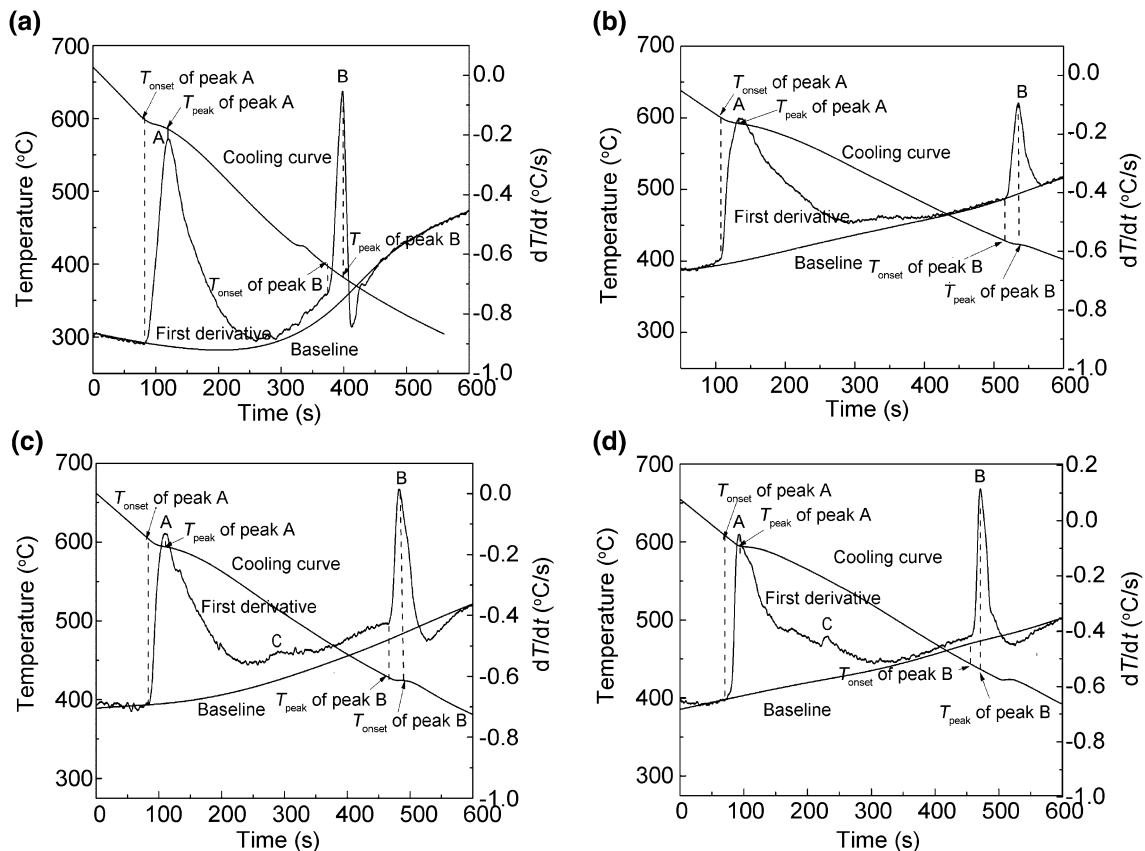 (a)
700
600
500
400
300
Temperature (°C)
0.0
-0.2
-0.4
-0.6
-0.8
-1.0
dT/dt (°C/s)
Tonset of peak A
Tpeak of peak A
A
B
Cooling curve
Tpeak of peak B
Tonset of peak B
First derivative
Baseline
0 100 200 300 400 500 600
Time (s)
(b)
700
600
500
400
300
Temperature (°C)
0.0
-0.2
-0.4
-0.6
-0.8
-1.0
dT/dt (°C/s)
Tonset of peak A
A
Tpeak of peak A
B
Cooling curve
First derivative
Baseline
Tonset of peak B
Tpeak of peak B
100 200 300 400 500 600
Time (s)
(c)
700
600
500
400
300
Temperature (°C)
0.0
-0.2
-0.4
-0.6
-0.8
-1.0
dT/dt (°C/s)
Tonset of peak A
A
Tpeak of peak A
B
Cooling curve
First derivative
C
Tpeak of peak B
Baseline
Tonset of peak B
0 100 200 300 400 500 600
Time (s)
(d)
700
600
500
400
300
Temperature (°C)
0.2
0.0
-0.2
-0.4
-0.6
-0.8
-1.0
dT/dt (°C/s)
Tonset of peak A
A
Tpeak of peak A
B
Cooling curve
First derivative
C
Tonset of peak B
Baseline
Tpeak of peak B
0 100 200 300 400 500 600
Time (s)